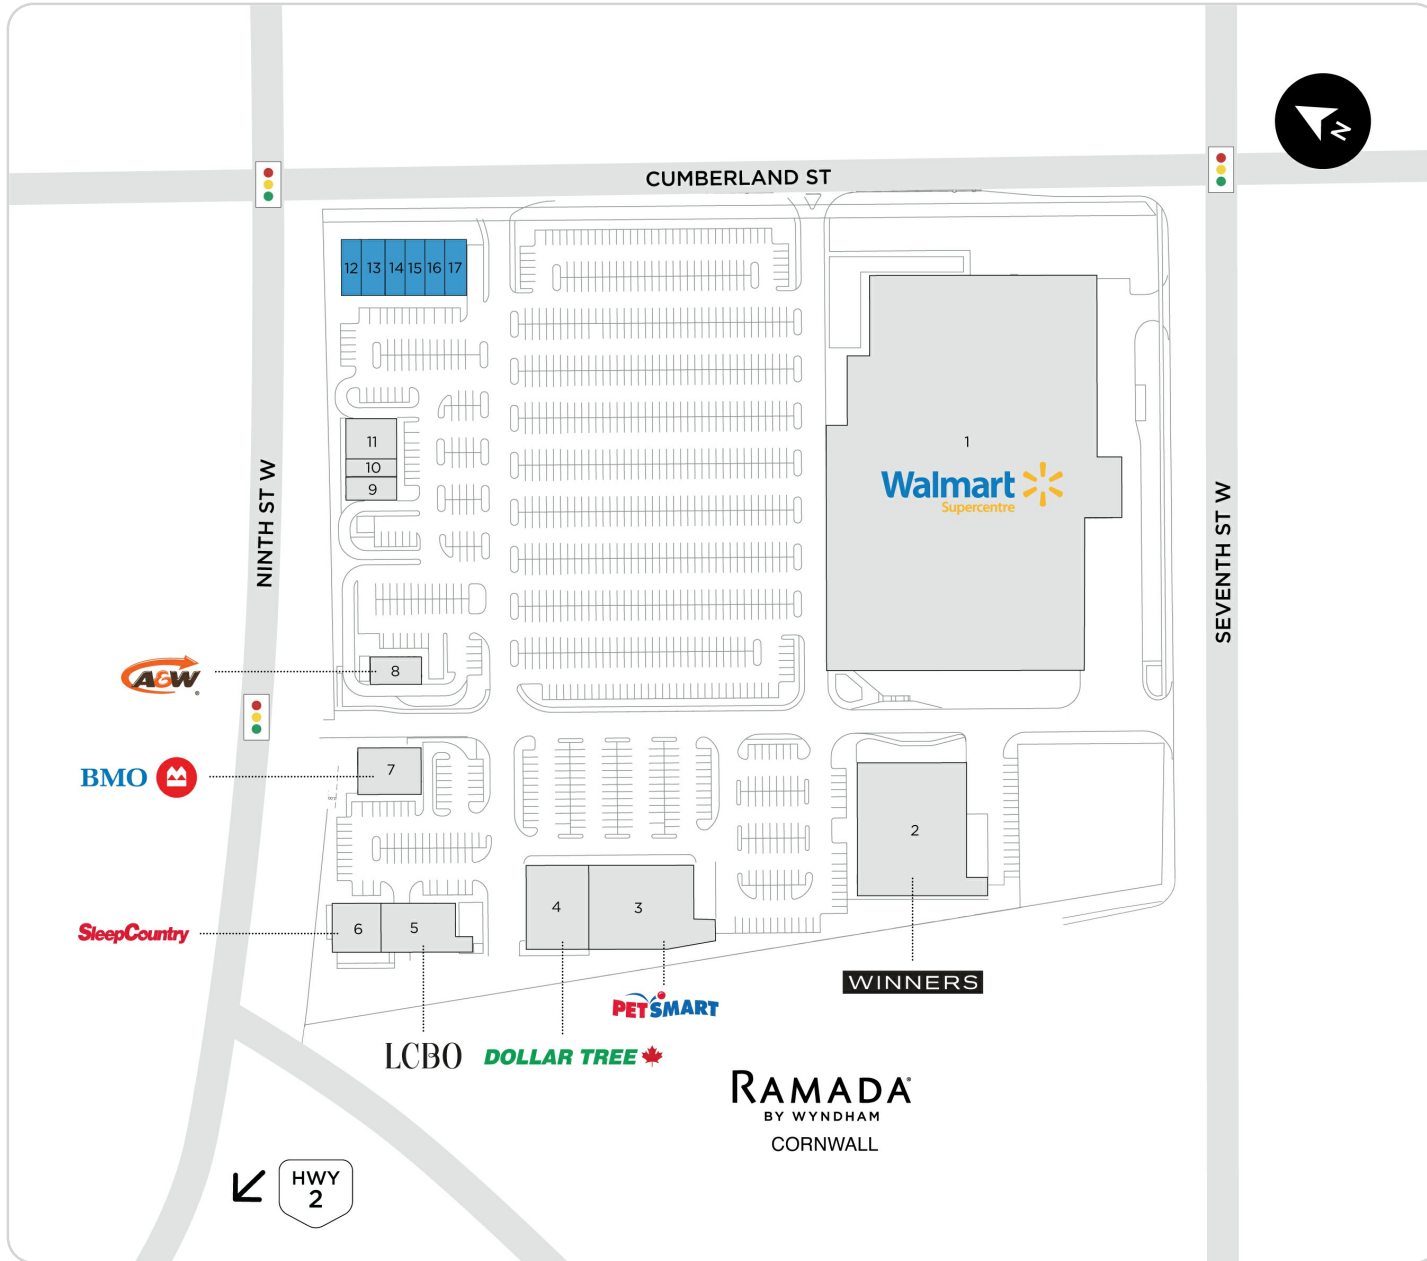 N
CUMBERLAND ST
12 13 14 15 16 17
11
10
9
1
Walmart
Supercentre
NINTH ST W
SEVENTH ST W
A&W
8
BMO
7
2
4
3
SleepCountry
6
5
WINNERS
PETSMART
LCBO
DOLLAR TREE
RAMADA
BY WYNDHAM
CORNWALL
HWY
2